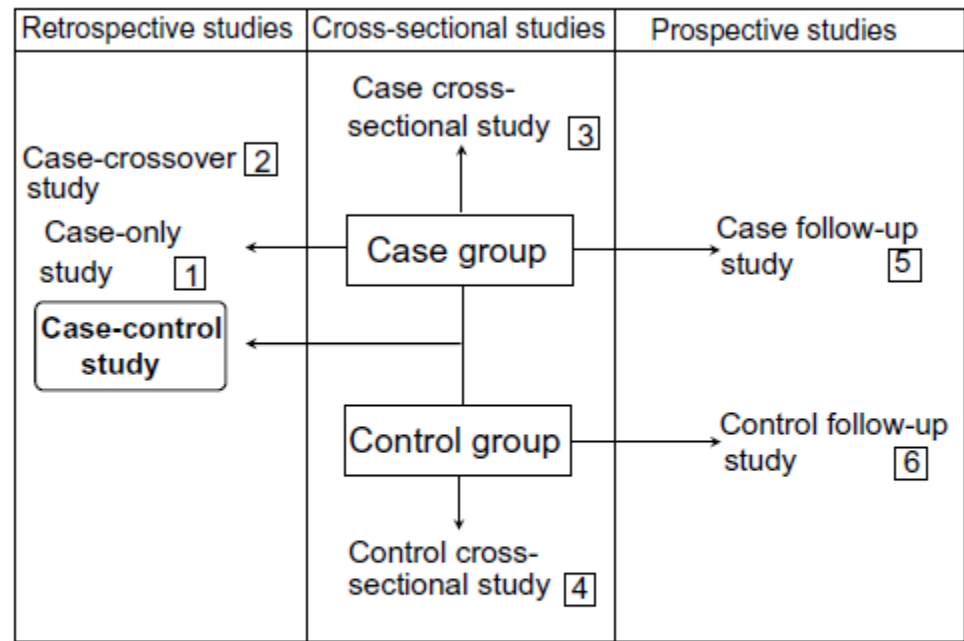 Retrospective studies
Cross-sectional studies
Prospective studies
Case cross-
sectional study 3
Case-crossover 2
study
Case-only
study 1
Case group
Case follow-up
study 5
Case-control
study
Control group
Control follow-up
study 6
Control cross-
sectional study 4